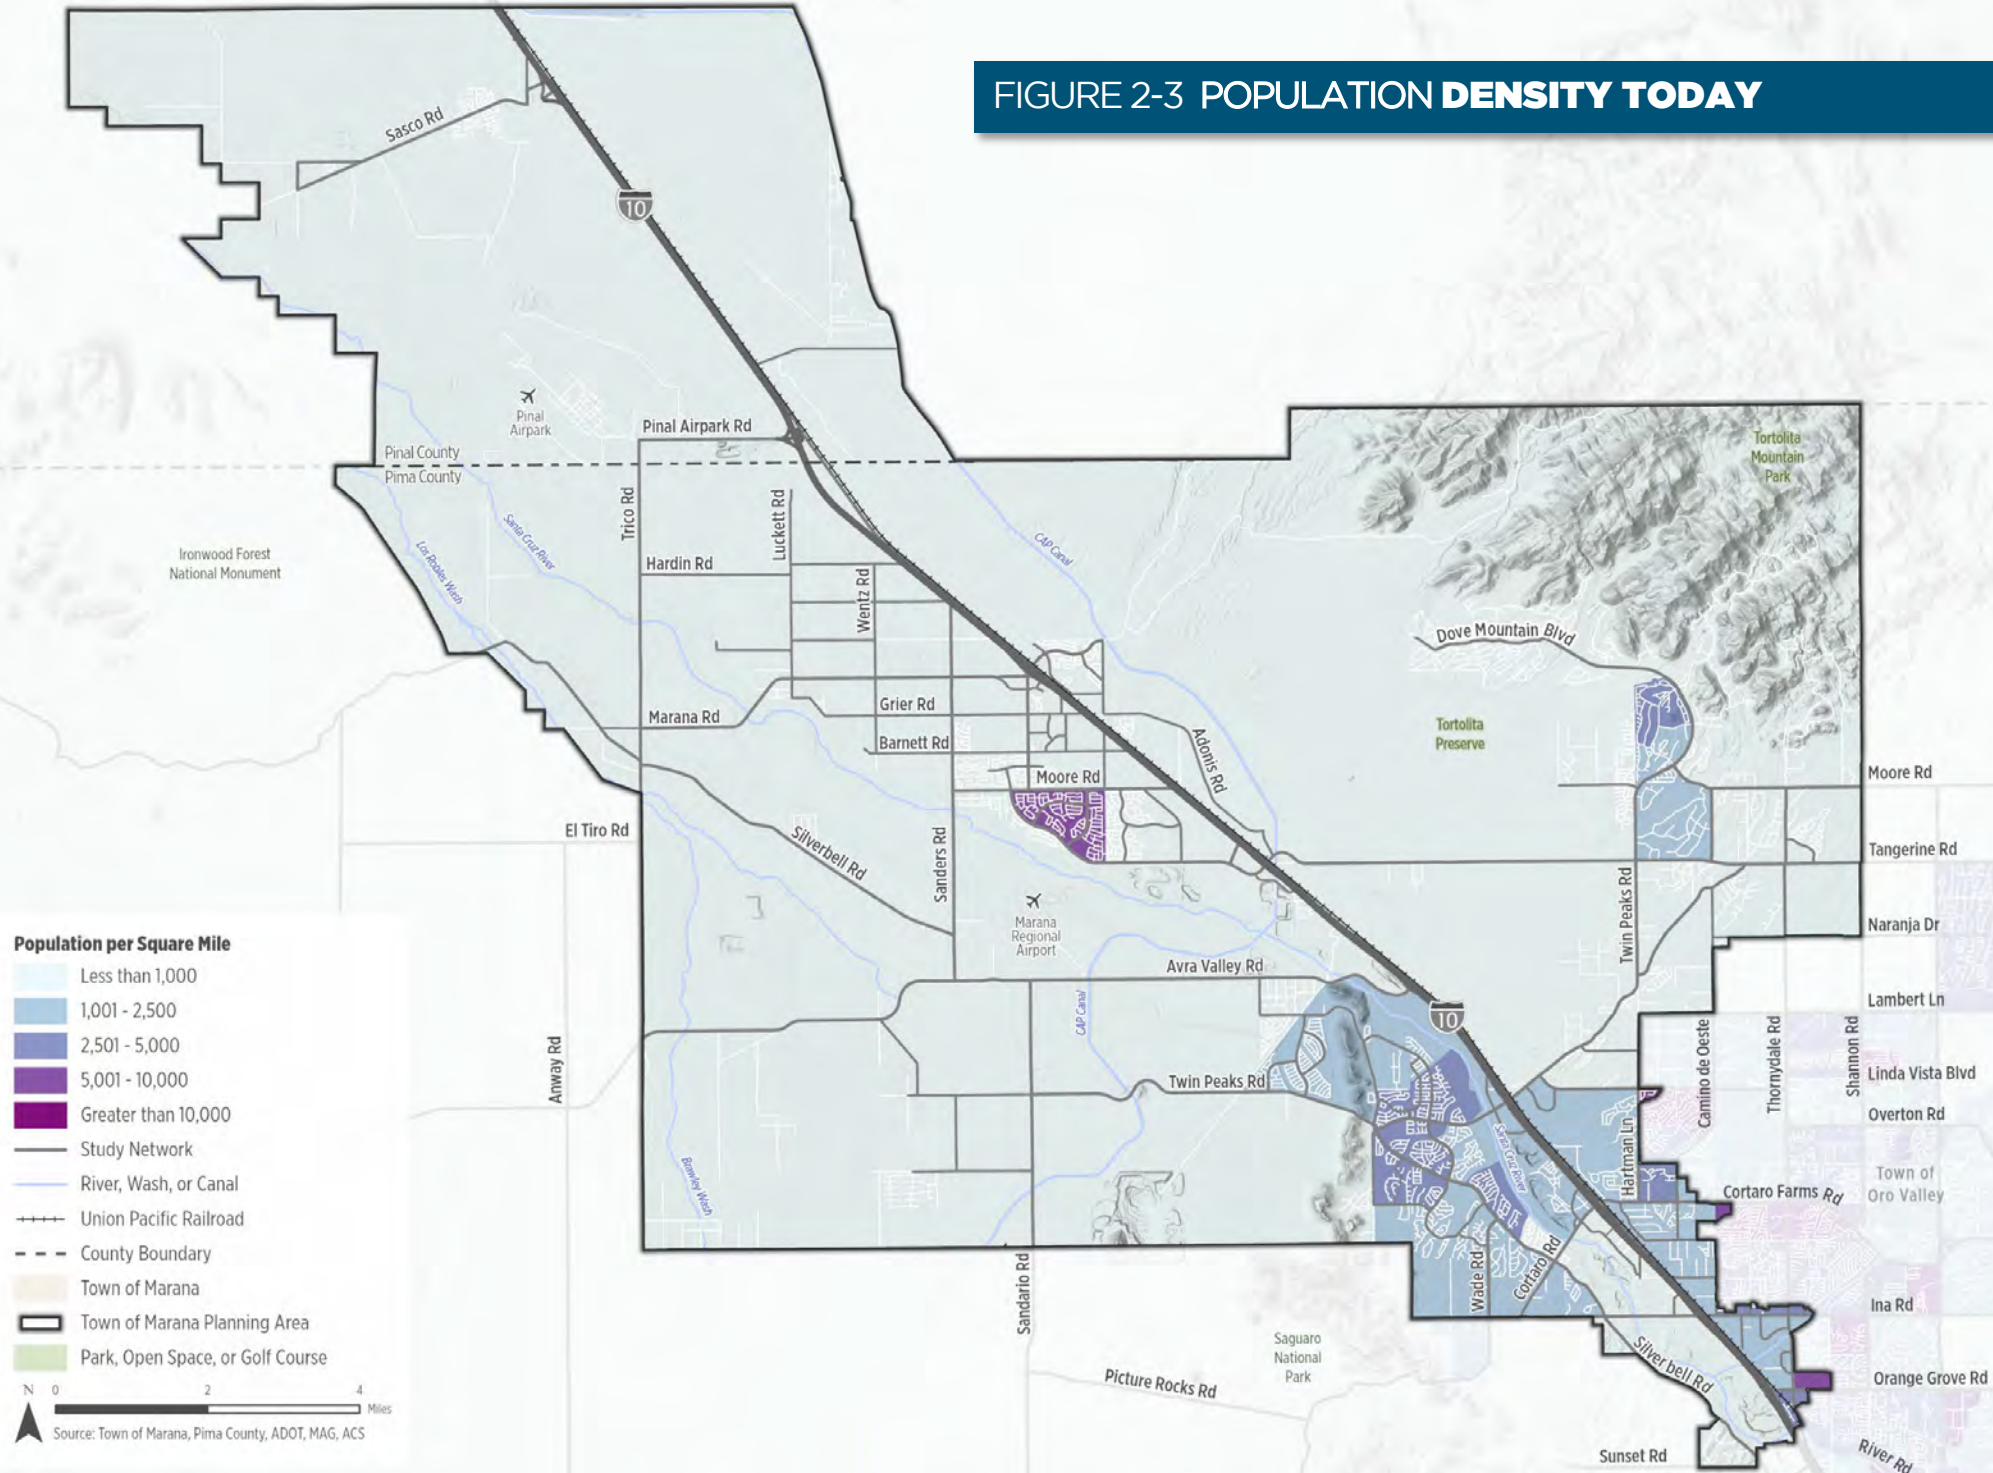 FIGURE 2-3 POPULATION DENSITY TODAY
Sasco Rd
10
Pinal
Airpark
Pinal Airpark Rd
Pinal County
Pima County
Tortolita
Mountain
Park
Trico Rd
Luckett Rd
Santa Cruz River
Los Robles Wash
CAP Canal
Ironwood Forest
National Monument
Hardin Rd
Wentz Rd
Dove Mountain Blvd
Marana Rd
Grier Rd
Barnett Rd
Adonis Rd
Tortolita
Preserve
Moore Rd
Moore Rd
El Tiro Rd
Silverbell Rd
Sanders Rd
Tangerine Rd
Marana
Regional
Airport
Twin Peaks Rd
Naranja Dr
Avra Valley Rd
Lambert Ln
10
CAP Canal
Anway Rd
Twin Peaks Rd
Camino de Oeste
Thornydale Rd
Shannon Rd
Linda Vista Blvd
Overton Rd
Hartman Ln
Santa Cruz River
Brawley Wash
Town of
Oro Valley
Cortaro Farms Rd
Wade Rd
Cortaro Rd
Sandario Rd
Ina Rd
Saguaro
National
Park
Silverbell Rd
Picture Rocks Rd
Orange Grove Rd
Sunset Rd
River Rd
Population per Square Mile
Less than 1,000
1,001 - 2,500
2,501 - 5,000
5,001 - 10,000
Greater than 10,000
Study Network
River, Wash, or Canal
Union Pacific Railroad
County Boundary
Town of Marana
Town of Marana Planning Area
Park, Open Space, or Golf Course
N 0 2 4
Miles
Source: Town of Marana, Pima County, ADOT, MAG, ACS